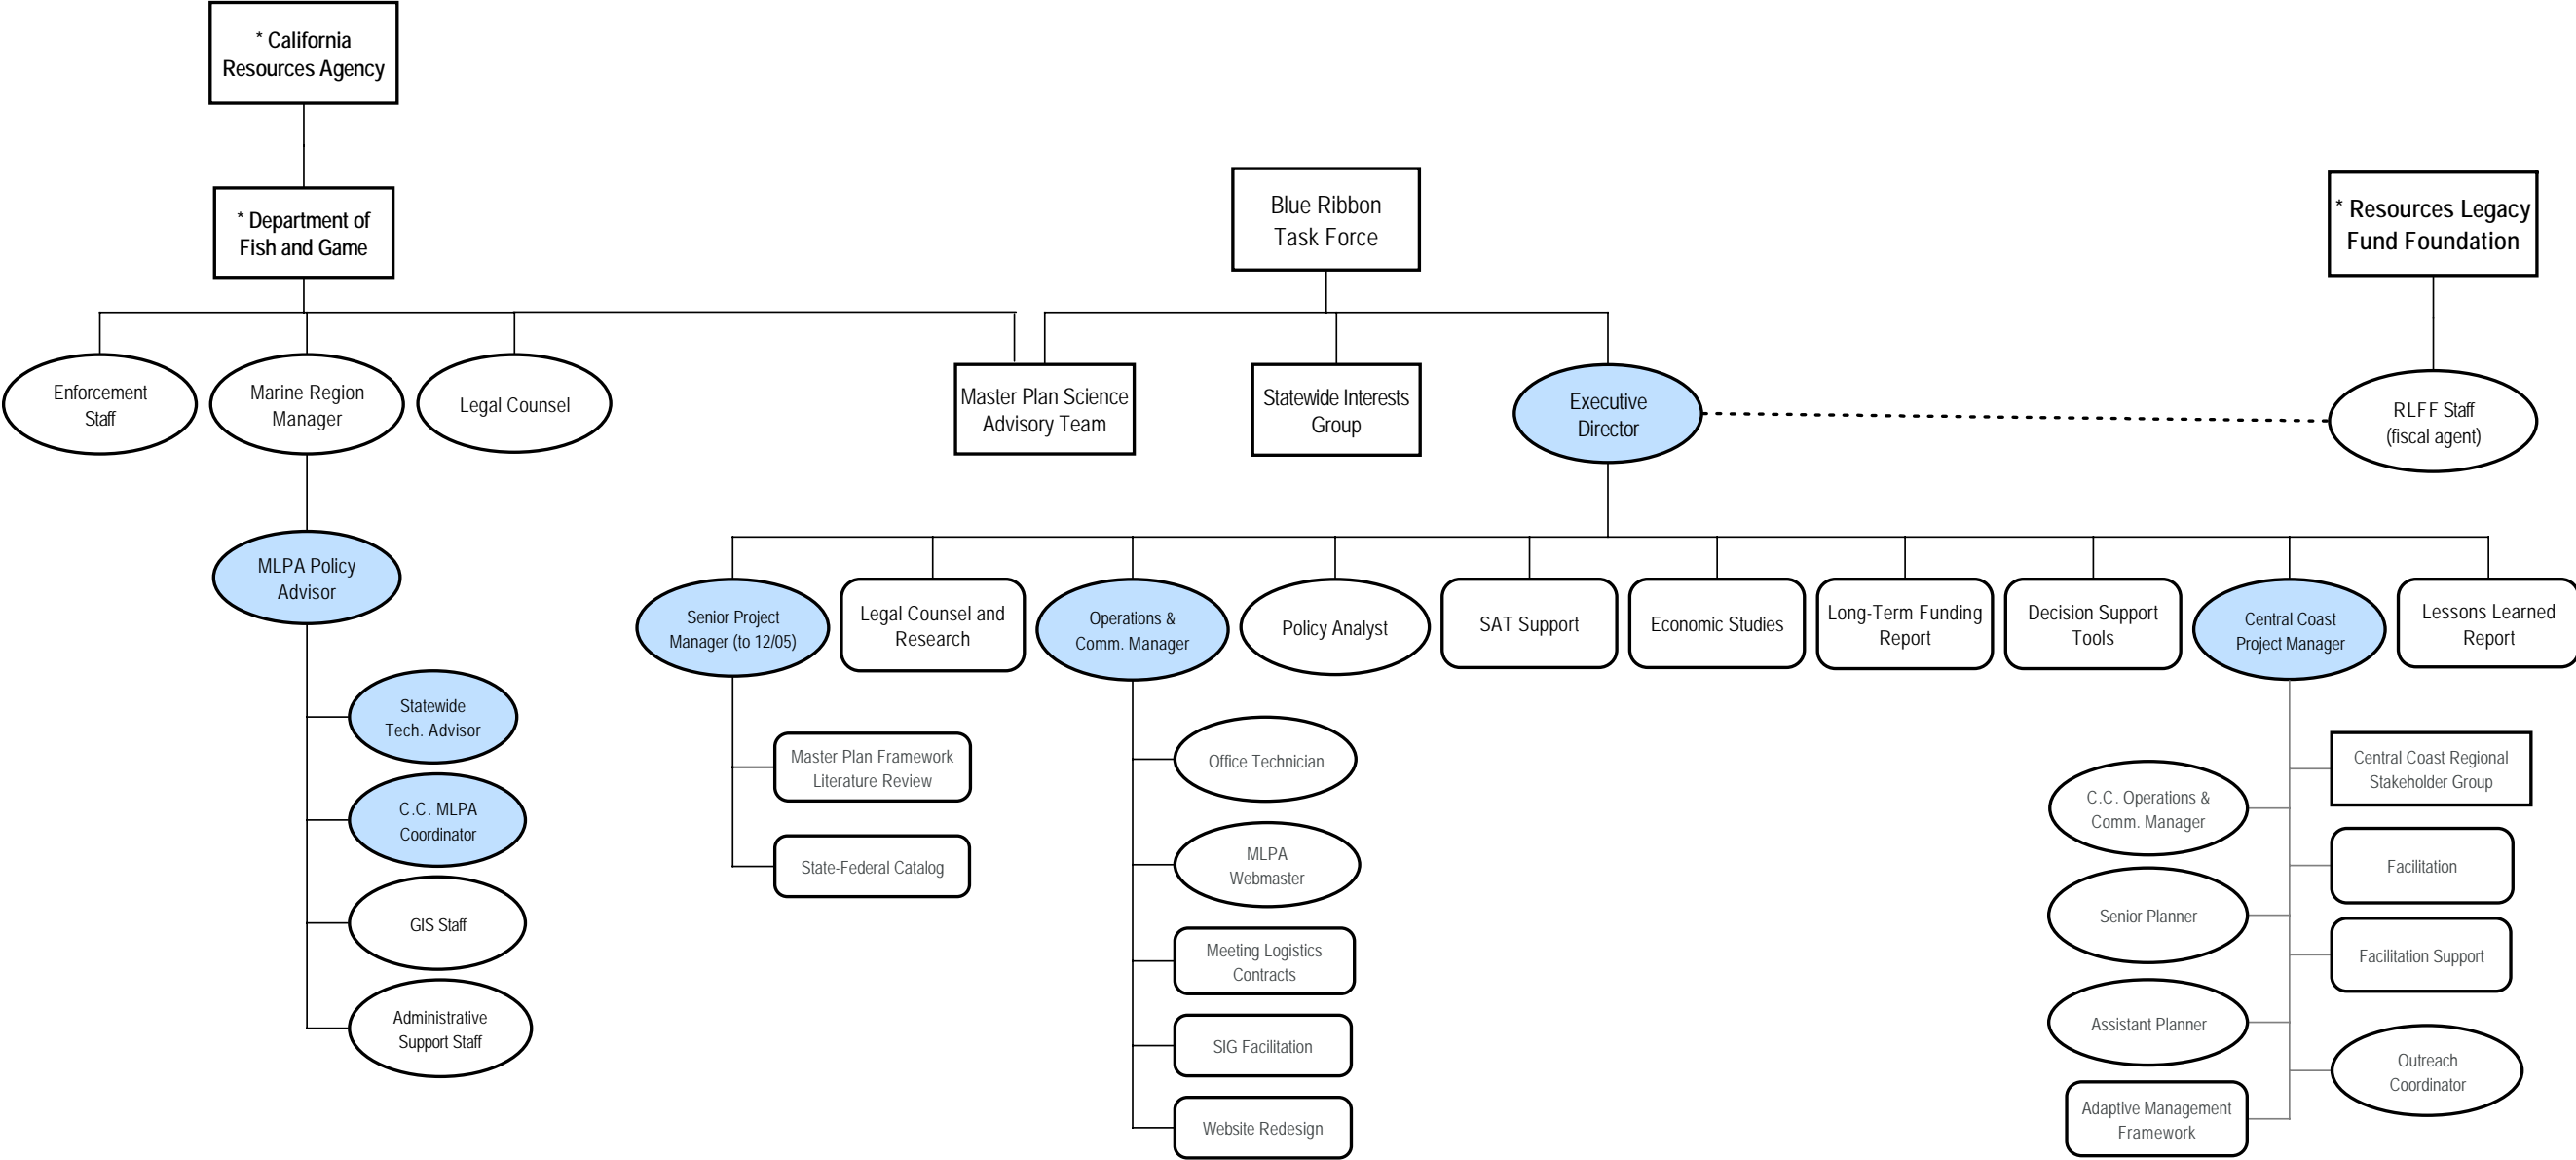 * California
Resources Agency
* Department of
Fish and Game
Blue Ribbon
Task Force
* Resources Legacy
Fund Foundation
Enforcement
Staff
Marine Region
Manager
Legal Counsel
Master Plan Science
Advisory Team
Statewide Interests
Group
Executive
Director
RLFF Staff
(fiscal agent)
MLPA Policy
Advisor
Senior Project
Manager (to 12/05)
Legal Counsel and
Research
Operations &
Comm. Manager
Policy Analyst
SAT Support
Economic Studies
Long-Term Funding
Report
Decision Support
Tools
Central Coast
Project Manager
Lessons Learned
Report
Statewide
Tech. Advisor
C.C. MLPA
Coordinator
GIS Staff
Administrative
Support Staff
Master Plan Framework
Literature Review
State-Federal Catalog
Office Technician
MLPA
Webmaster
Meeting Logistics
Contracts
SIG Facilitation
Website Redesign
C.C. Operations &
Comm. Manager
Senior Planner
Assistant Planner
Adaptive Management
Framework
Central Coast Regional
Stakeholder Group
Facilitation
Facilitation Support
Outreach
Coordinator